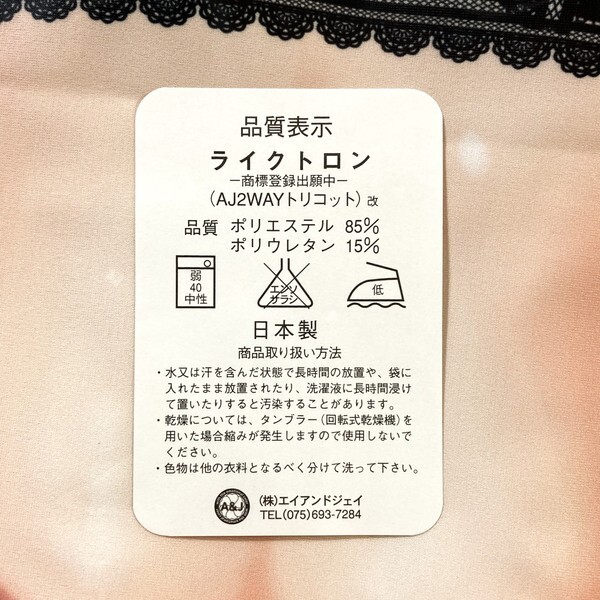 品質表示
ライクトロン
ー商標登録出願中ー
(AJ2WAYトリコット) 改
品質 ポリエステル 85%
ポリウレタン 15%
弱
40
中性
エンソ
サラシ
低
日本製
商品取り扱い方法
・水又は汗を含んだ状態で長時間の放置や、袋に
入れたまま放置されたり、洗濯液に長時間浸け
て置いたりすると汚染することがあります。
・乾燥については、タンブラー(回転式乾燥機)を
用いた場合縮みが発生しますので使用しないで
ください。
・色物は他の衣料となるべく分けて洗って下さい。
A&J
(株)エイアンドジェイ
TEL(075)693-7284